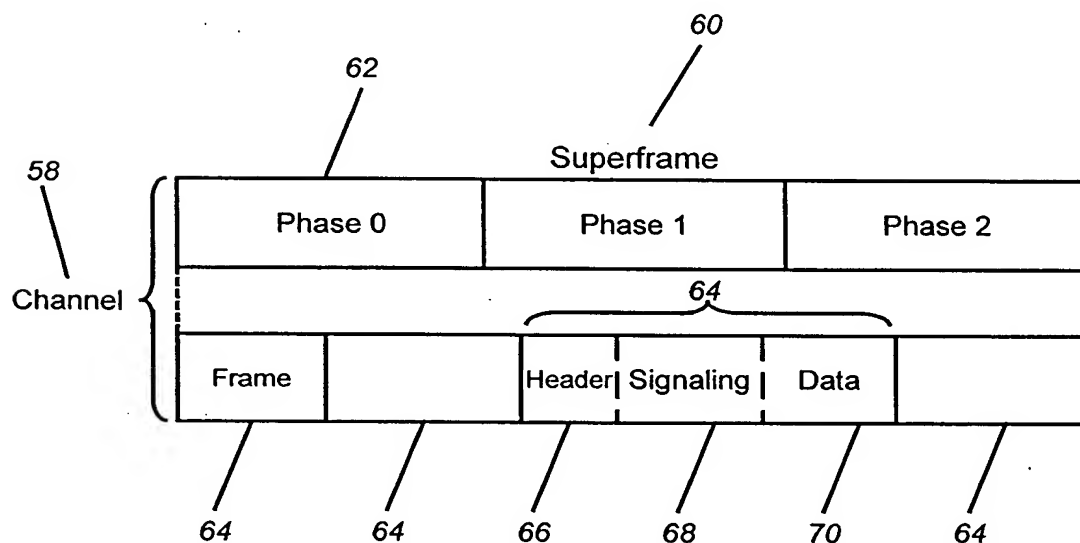 60
62
58
Superframe
Phase 0 Phase 1 Phase 2
Channel
64
Frame Header Signaling Data
64 64 66 68 70 64